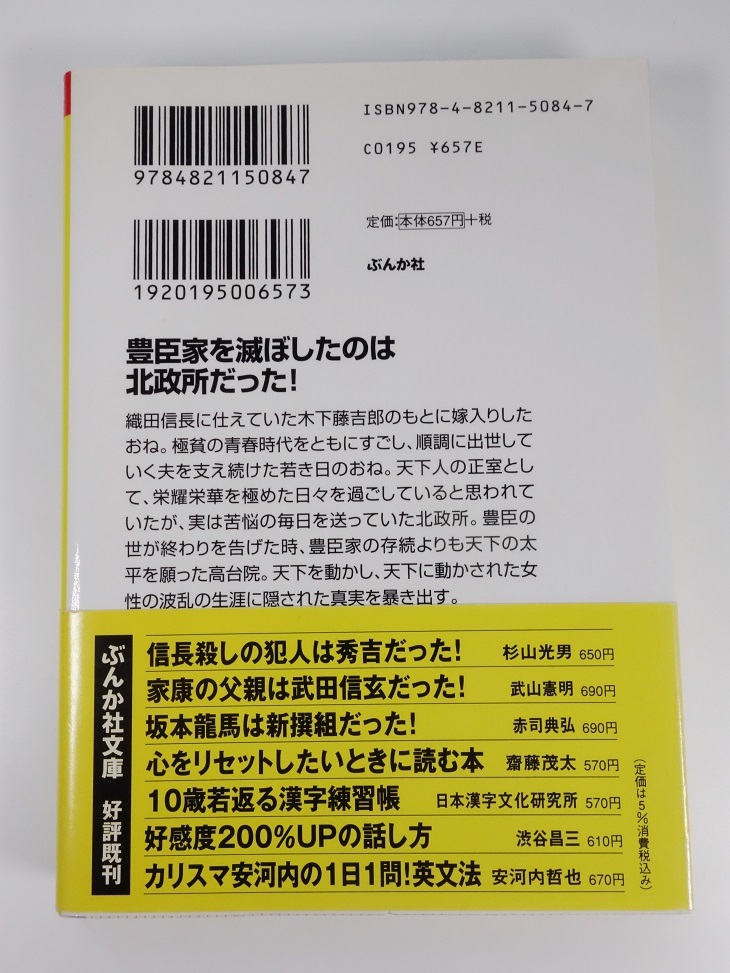 ISBN978-4-8211-5084-7
C0195 ¥657E
9784821150847
定価:本体657円+税
ぶんか社
1920195006573
豊臣家を滅ぼしたのは
北政所だった!
織田信長に仕えていた木下藤吉郎のもとに嫁入りした
おね。極貧の青春時代をともにすごし、順調に出世して
いく夫を支え続けた若き日のおね。天下人の正室とし
て、栄耀栄華を極めた日々を過ごしていると思われて
いたが、実は苦悩の毎日を送っていた北政所。豊臣の
世が終わりを告げた時、豊臣家の存続よりも天下の太
平を願った高台院。天下を動かし、天下に動かされた女
性の波乱の生涯に隠された真実を暴き出す。
ぶんか社文庫 好評既刊
信長殺しの犯人は秀吉だった! 杉山光男 650円
家康の父親は武田信玄だった! 武山憲明 690円
坂本龍馬は新撰組だった! 赤司典弘 690円
心をリセットしたいときに読む本 齋藤茂太 570円
10歳若返る漢字練習帳 日本漢字文化研究所 570円
好感度200%UPの話し方 渋谷昌三 610円
カリスマ安河内の1日1問!英文法 安河内哲也 670円
(定価は5%消費税込み)